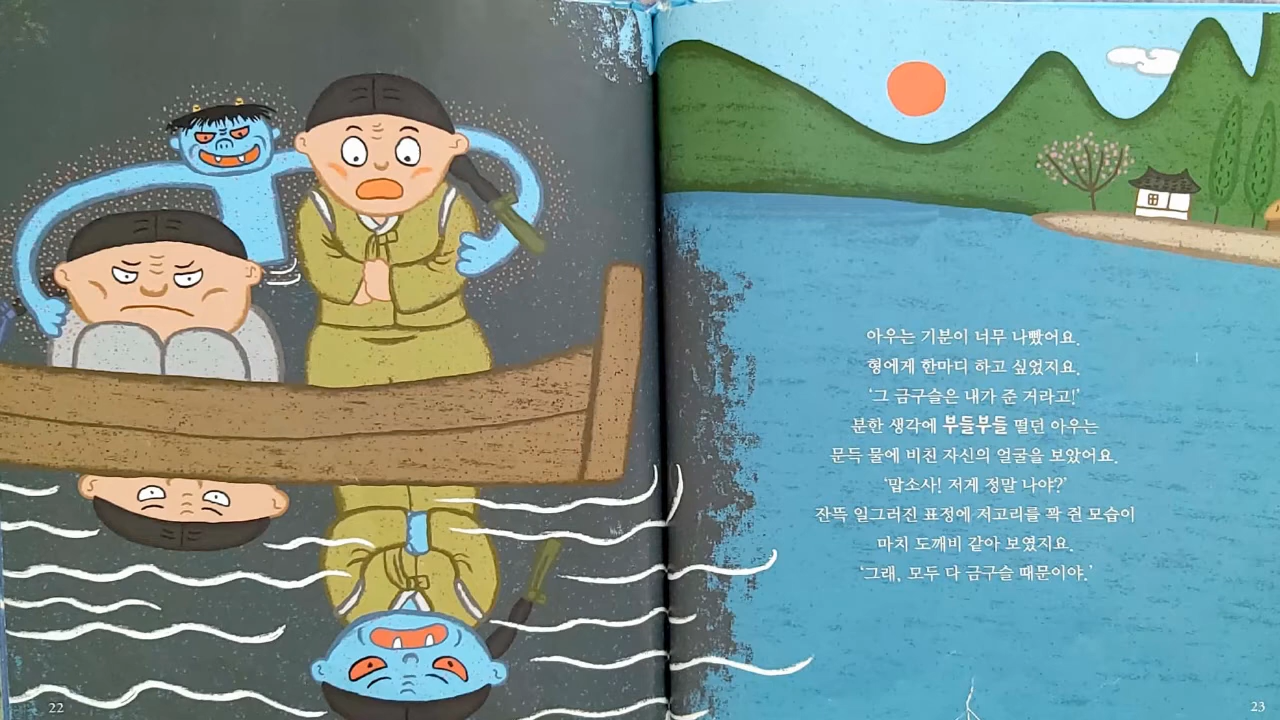 아우는 기분이 너무 나빴어요.
형에게 한마디 하고 싶었지요.
‘그 금구슬은 내가 준 거라고!’
분한 생각에 부들부들 떨던 아우는
문득 물에 비친 자신의 얼굴을 보았어요.
‘맙소사! 저게 정말 나야?’
잔뜩 일그러진 표정에 저고리를 꽉 쥔 모습이
마치 도깨비 같아 보였지요.
‘그래, 모두 다 금구슬 때문이야.’
22
23